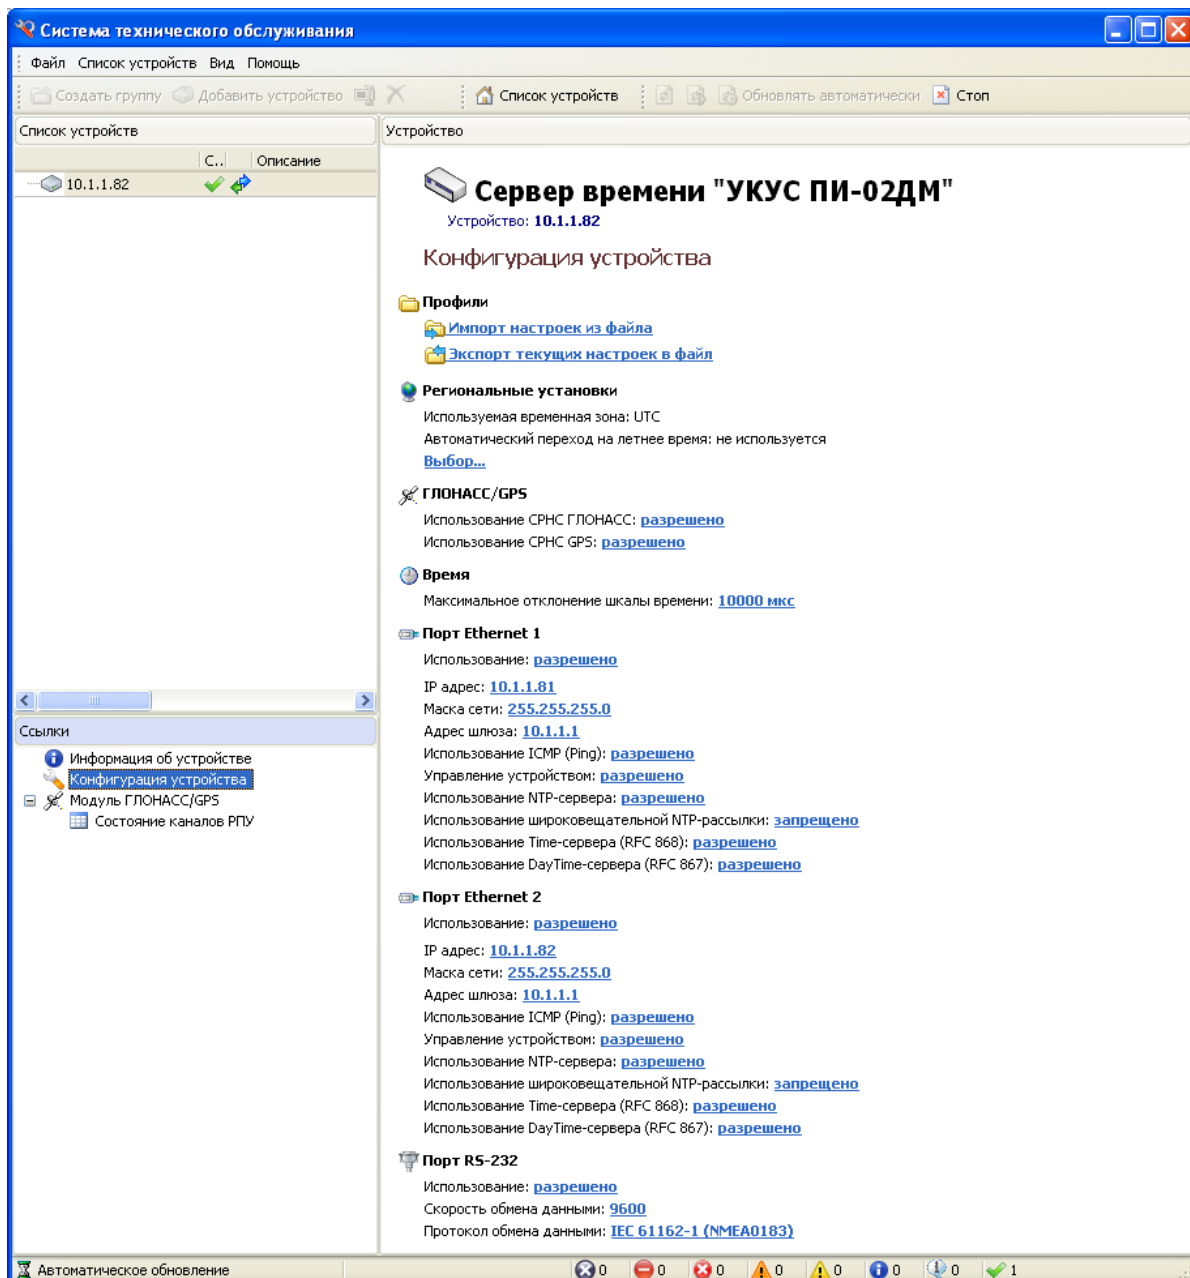 Система технического обслуживания
Файл Список устройств Вид Помощь
Создать группу Добавить устройство Список устройств Обновлять автоматически Стоп
Список устройств
С.. Описание
10.1.1.82
Ссылки
Информация об устройстве
Конфигурация устройства
Модуль ГЛОНАСС/GPS
Состояние каналов РПУ
Устройство
Сервер времени "УКУС ПИ-02ДМ"
Устройство: 10.1.1.82
Конфигурация устройства
Профили
Импорт настроек из файла
Экспорт текущих настроек в файл
Региональные установки
Используемая временная зона: UTC
Автоматический переход на летнее время: не используется
Выбор...
ГЛОНАСС/GPS
Использование СРНС ГЛОНАСС: разрешено
Использование СРНС GPS: разрешено
Время
Максимальное отклонение шкалы времени: 10000 мкс
Порт Ethernet 1
Использование: разрешено
IP адрес: 10.1.1.81
Маска сети: 255.255.255.0
Адрес шлюза: 10.1.1.1
Использование ICMP (Ping): разрешено
Управление устройством: разрешено
Использование NTP-сервера: разрешено
Использование широковещательной NTP-рассылки: запрещено
Использование Time-сервера (RFC 868): разрешено
Использование DayTime-сервера (RFC 867): разрешено
Порт Ethernet 2
Использование: разрешено
IP адрес: 10.1.1.82
Маска сети: 255.255.255.0
Адрес шлюза: 10.1.1.1
Использование ICMP (Ping): разрешено
Управление устройством: разрешено
Использование NTP-сервера: разрешено
Использование широковещательной NTP-рассылки: запрещено
Использование Time-сервера (RFC 868): разрешено
Использование DayTime-сервера (RFC 867): разрешено
Порт RS-232
Использование: разрешено
Скорость обмена данными: 9600
Протокол обмена данными: IEC 61162-1 (NMEA0183)
Автоматическое обновление 0 0 0 0 0 0 0 1